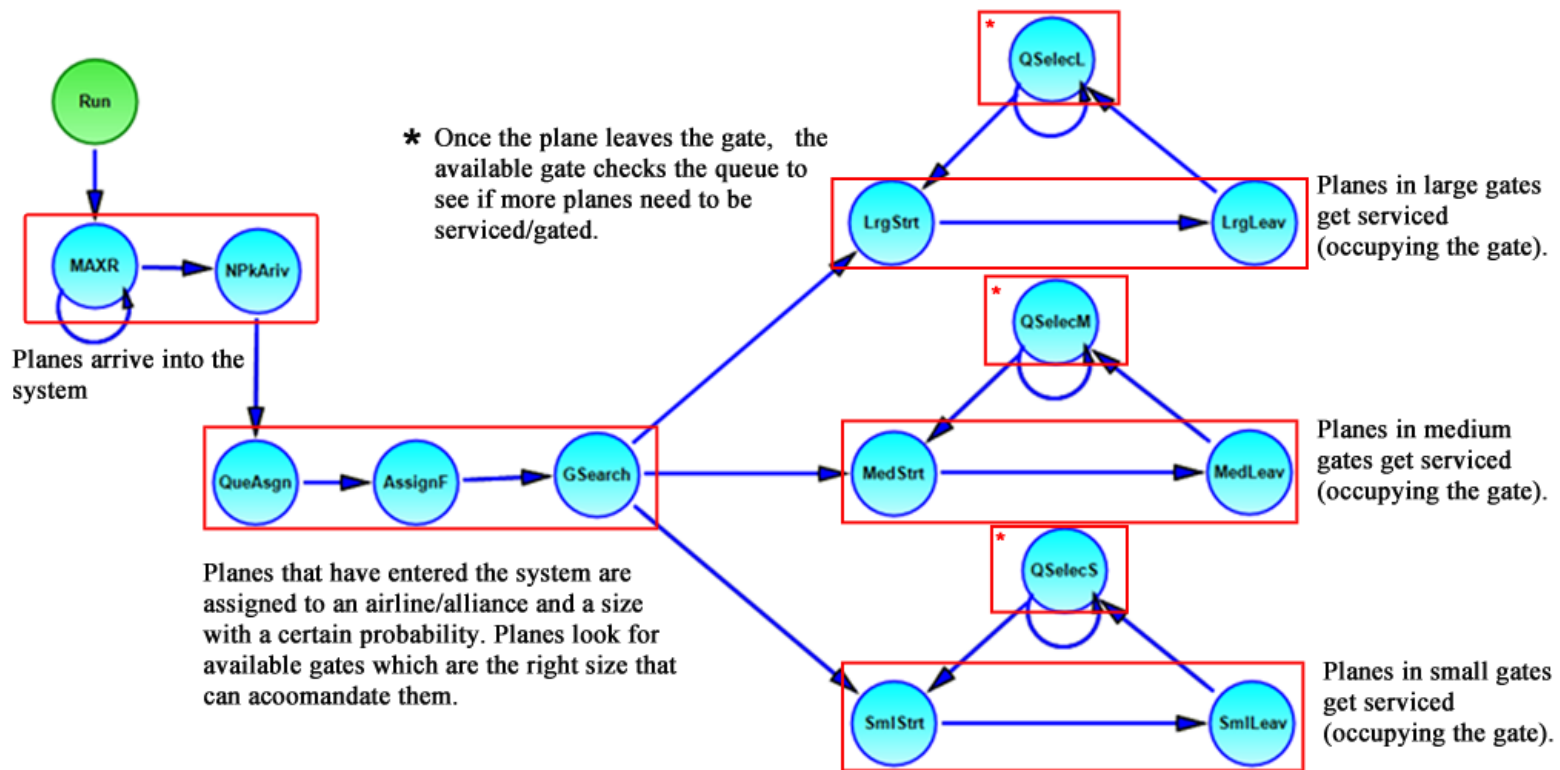 *
QSelecL
Run
* Once the plane leaves the gate, the
available gate checks the queue to
see if more planes need to be
serviced/gated.
Planes in large gates
get serviced
(occupying the gate).
LrgStrt
LrgLeav
MAXR
NPkAriv
Planes arrive into the
system
*
QSelecM
Planes in medium
gates get serviced
(occupying the gate).
QueAsgn
AssignF
GSearch
MedStrt
MedLeav
*
QSelecS
Planes that have entered the system are
assigned to an airline/alliance and a size
with a certain probability. Planes look for
available gates which are the right size that
can acoomandate them.
Planes in small gates
get serviced
(occupying the gate).
SmlStrt
SmlLeav